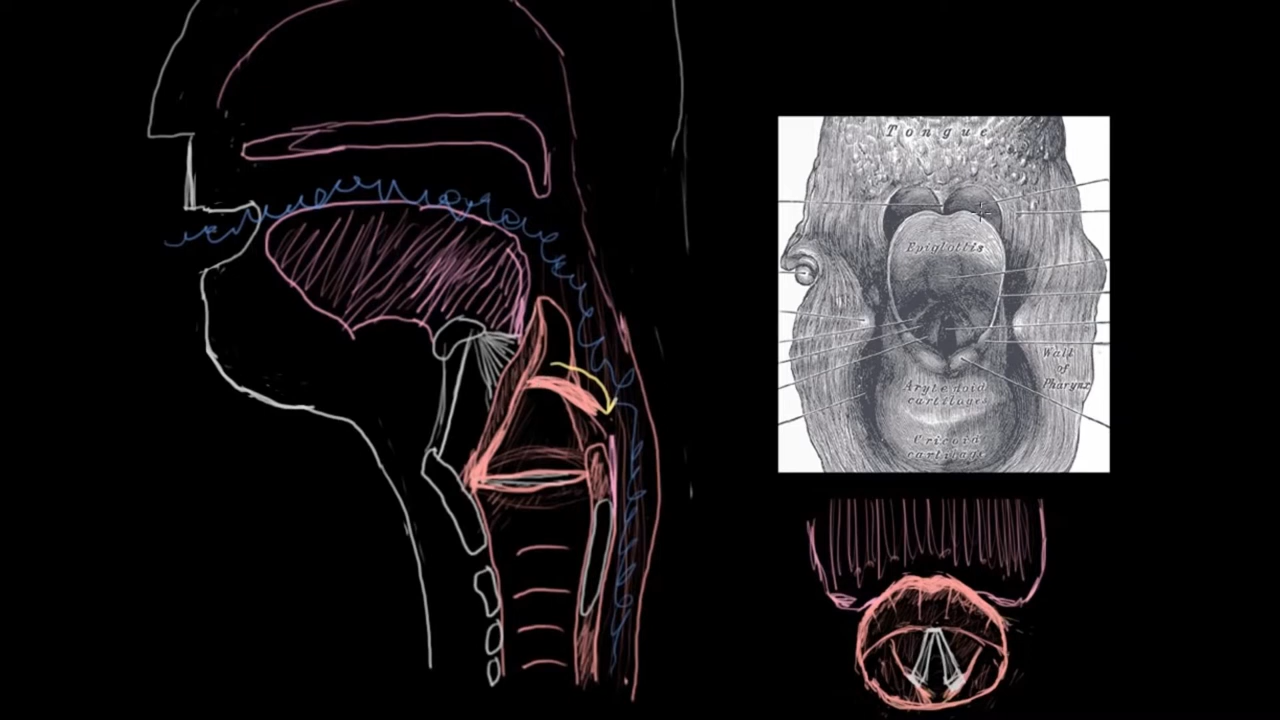 Tongue
Epiglottis
Wall
of
Pharynx
Arytenoid
cartilages
Cricoid
cartilage